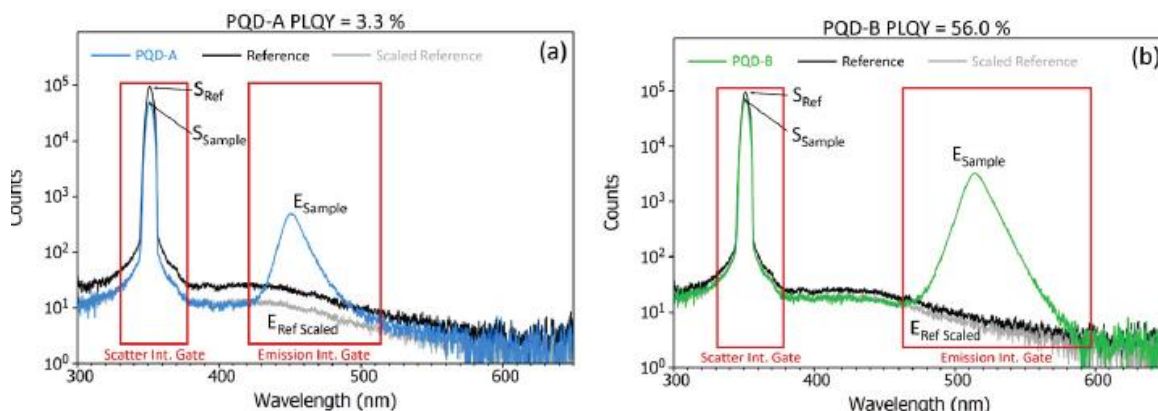 PQD-A PLQY = 3.3 %
(a)
PQD-A Reference Scaled Reference
10^5
10^4
10^3
10^2
10^1
10^0
Counts
S_Ref
S_Sample
E_Sample
E_Ref Scaled
Scatter Int. Gate Emission Int. Gate
300 400 500 600
Wavelength (nm)
PQD-B PLQY = 56.0 %
(b)
PQD-B Reference Scaled Reference
10^5
10^4
10^3
10^2
10^1
10^0
Counts
S_Ref
S_Sample
E_Sample
E_Ref Scaled
Scatter Int. Gate Emission Int. Gate
300 400 500 600
Wavelength (nm)